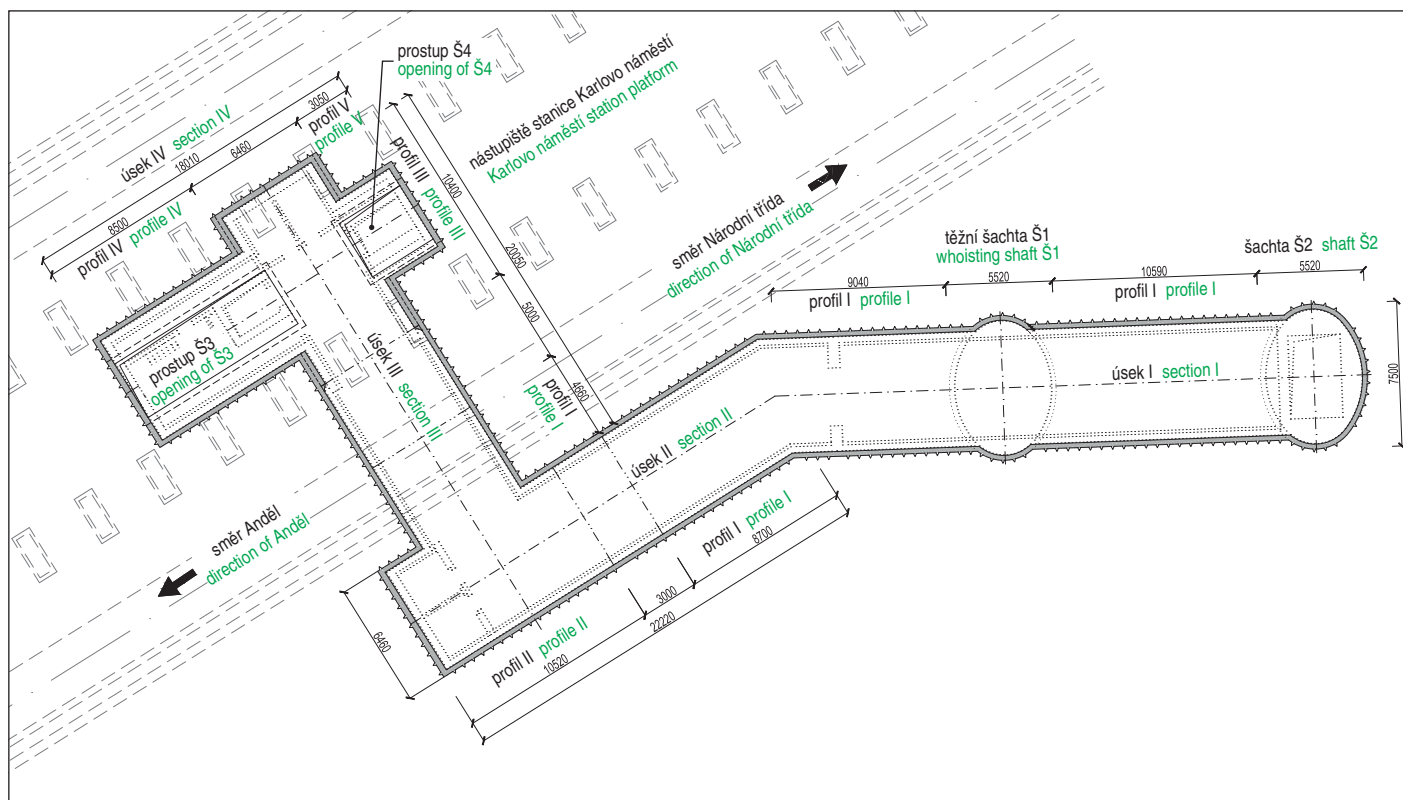 prostup Š4
opening of Š4
nástupiště stanice Karlovo náměstí
Karlovo náměstí station platform
úsek IV section IV
18010
3050
profil V
profile V
6460
8500
profil IV profile IV
profil III profile III
10400
20050
5000
4660
profil I
profile I
směr Národní třída
direction of Národní třída
těžní šachta Š1
whoisting shaft Š1
šachta Š2 shaft Š2
9040
5520
10590
5520
profil I profile I
profil I profile I
7500
úsek I section I
prostup Š3
opening of Š3
úsek III section III
úsek II section II
směr Anděl
direction of Anděl
6460
profil I profile I
8700
3000
22220
profil II profile II
10520